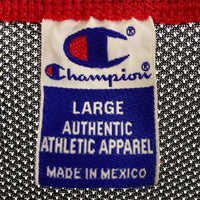 ®
Champion®
LARGE
AUTHENTIC
ATHLETIC APPAREL
MADE IN MEXICO